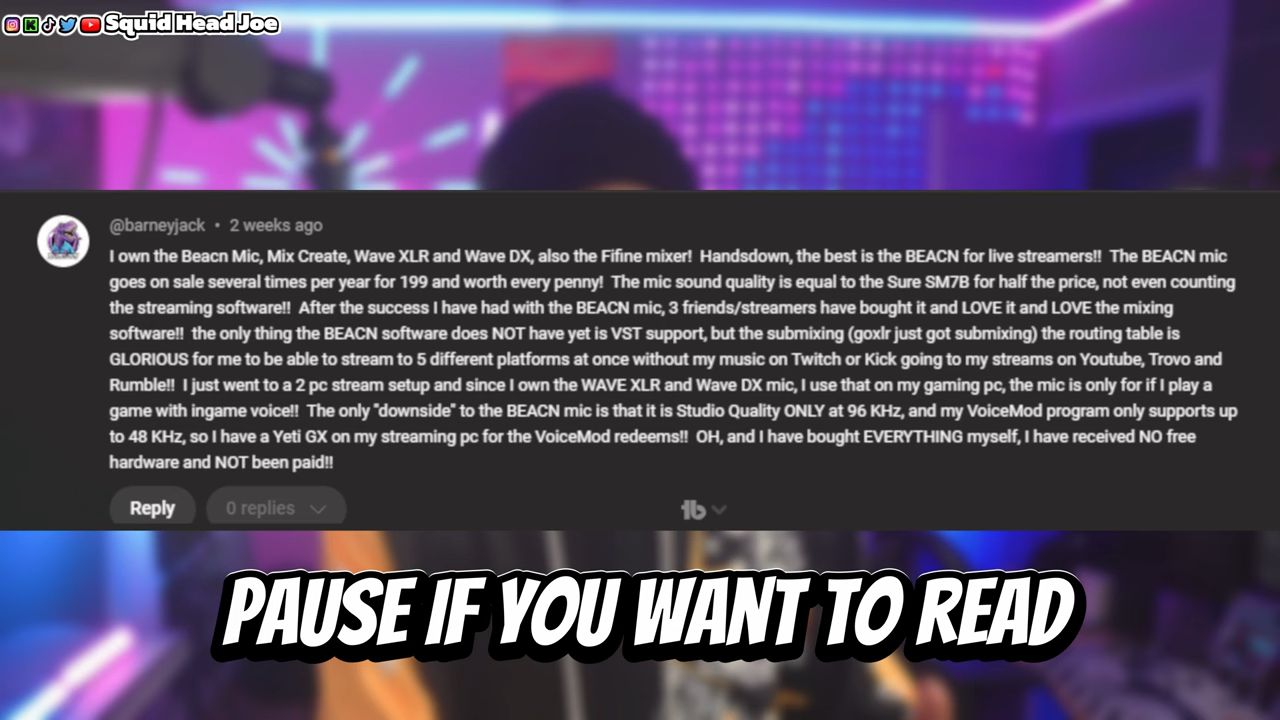 Squid Head Joe
@barneyjack • 2 weeks ago
I own the Beacn Mic, Mix Create, Wave XLR and Wave DX, also the Fifine mixer! Handsdown, the best is the BEACN for live streamers!! The BEACN mic
goes on sale several times per year for 199 and worth every penny! The mic sound quality is equal to the Sure SM7B for half the price, not even counting
the streaming software!! After the success I have had with the BEACN mic, 3 friends/streamers have bought it and LOVE it and LOVE the mixing
software!! the only thing the BEACN software does NOT have yet is VST support, but the submixing (goxlr just got submixing) the routing table is
GLORIOUS for me to be able to stream to 5 different platforms at once without my music on Twitch or Kick going to my streams on Youtube, Trovo and
Rumble!! I just went to a 2 pc stream setup and since I own the WAVE XLR and Wave DX mic, I use that on my gaming pc, the mic is only for if I play a
game with ingame voice!! The only "downside" to the BEACN mic is that it is Studio Quality ONLY at 96 KHz, and my VoiceMod program only supports up
to 48 KHz, so I have a Yeti GX on my streaming pc for the VoiceMod redeems!! OH, and I have bought EVERYTHING myself, I have received NO free
hardware and NOT been paid!!
Reply 0 replies
PAUSE IF YOU WANT TO READ